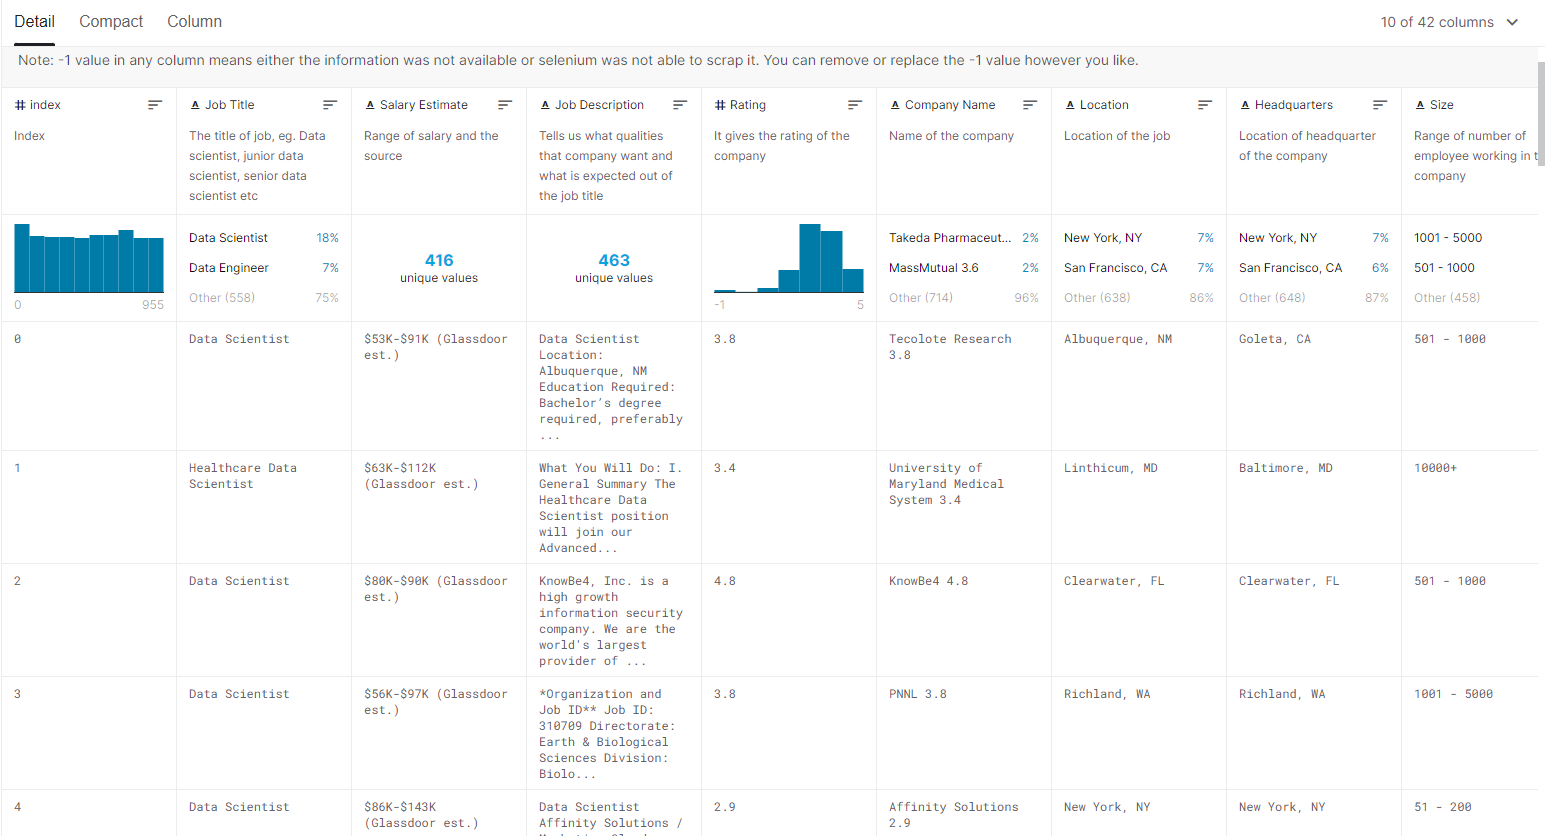 Detail Compact Column 10 of 42 columns
Note: -1 value in any column means either the information was not available or selenium was not able to scrap it. You can remove or replace the -1 value however you like.
# index
Index
0 955
A Job Title
The title of job, eg. Data
scientist, junior data
scientist, senior data
scientist etc
Data Scientist 18%
Data Engineer 7%
Other (558) 75%
A Salary Estimate
Range of salary and the
source
416
unique values
A Job Description
Tells us what qualities
that company want and
what is expected out of
the job title
463
unique values
# Rating
It gives the rating of the
company
-1 5
A Company Name
Name of the company
Takeda Pharmaceut... 2%
MassMutual 3.6 2%
Other (714) 96%
A Location
Location of the job
New York, NY 7%
San Francisco, CA 7%
Other (638) 86%
A Headquarters
Location of headquarter
of the company
New York, NY 7%
San Francisco, CA 6%
Other (648) 87%
A Size
Range of number of
employee working in t
company
1001 - 5000
501 - 1000
Other (458)
0
Data Scientist
$53K-$91K (Glassdoor
est.)
Data Scientist
Location:
Albuquerque, NM
Education Required:
Bachelor’s degree
required, preferably
...
3.8
Tecolote Research
3.8
Albuquerque, NM
Goleta, CA
501 - 1000
1
Healthcare Data
Scientist
$63K-$112K
(Glassdoor est.)
What You Will Do: I.
General Summary The
Healthcare Data
Scientist position
will join our
Advanced...
3.4
University of
Maryland Medical
System 3.4
Linthicum, MD
Baltimore, MD
10000+
2
Data Scientist
$80K-$90K (Glassdoor
est.)
KnowBe4, Inc. is a
high growth
information security
company. We are the
world's largest
provider of ...
4.8
KnowBe4 4.8
Clearwater, FL
Clearwater, FL
501 - 1000
3
Data Scientist
$56K-$97K (Glassdoor
est.)
*Organization and
Job ID** Job ID:
310709 Directorate:
Earth & Biological
Sciences Division:
Biolo...
3.8
PNNL 3.8
Richland, WA
Richland, WA
1001 - 5000
4
Data Scientist
$86K-$143K
(Glassdoor est.)
Data Scientist
Affinity Solutions /
2.9
Affinity Solutions
2.9
New York, NY
New York, NY
51 - 200